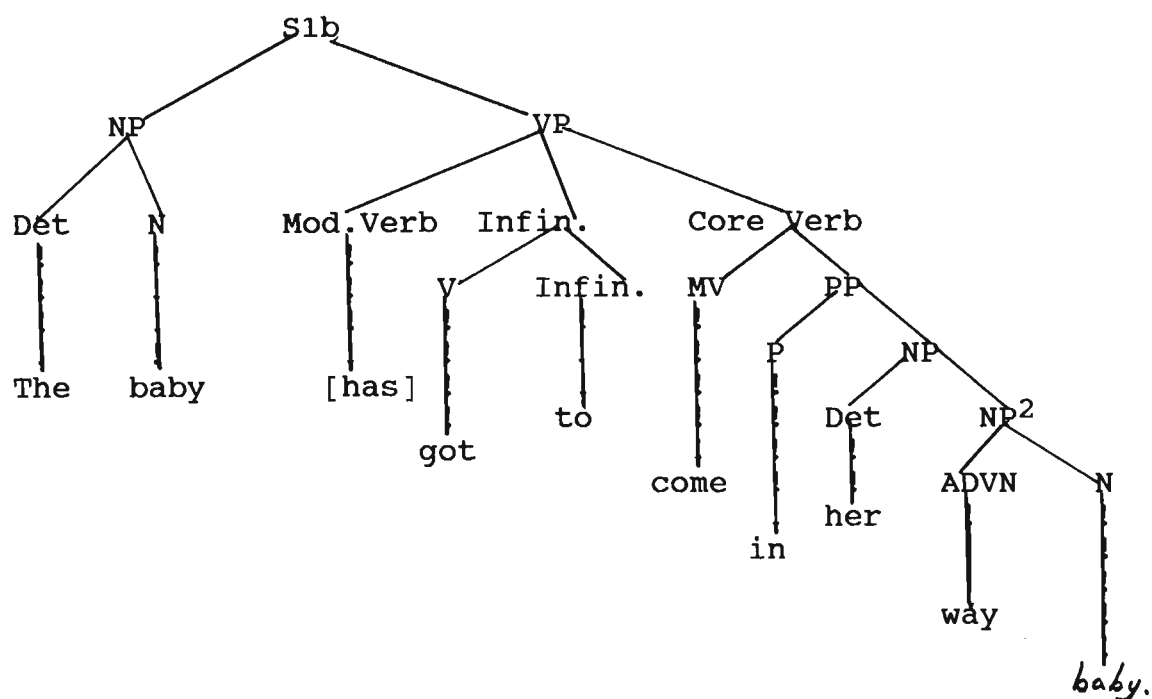 S1b
NP VP
Det N Mod.Verb Infin. Core Verb
V Infin. MV PP
P NP
The baby [has] to Det NP²
got
come ADVN N
her
in
way
baby.